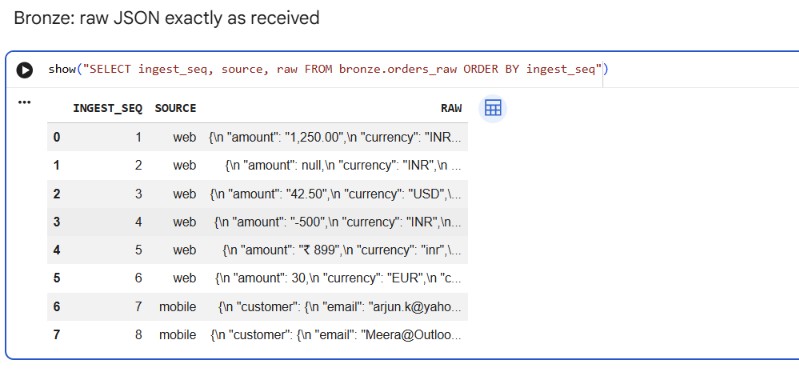 Bronze: raw JSON exactly as received
show("SELECT ingest_seq, source, raw FROM bronze.orders_raw ORDER BY ingest_seq")
... INGEST_SEQ SOURCE RAW
0 1 web {\n "amount": "1,250.00",\n "currency": "INR...
1 2 web {\n "amount": null,\n "currency": "INR",\n ...
2 3 web {\n "amount": "42.50",\n "currency": "USD",\...
3 4 web {\n "amount": "-500",\n "currency": "INR",\n...
4 5 web {\n "amount": "₹ 899",\n "currency": "inr",\...
5 6 web {\n "amount": 30,\n "currency": "EUR",\n "c...
6 7 mobile {\n "customer": {\n "email": "arjun.k@yaho...
7 8 mobile {\n "customer": {\n "email": "Meera@Outloo...